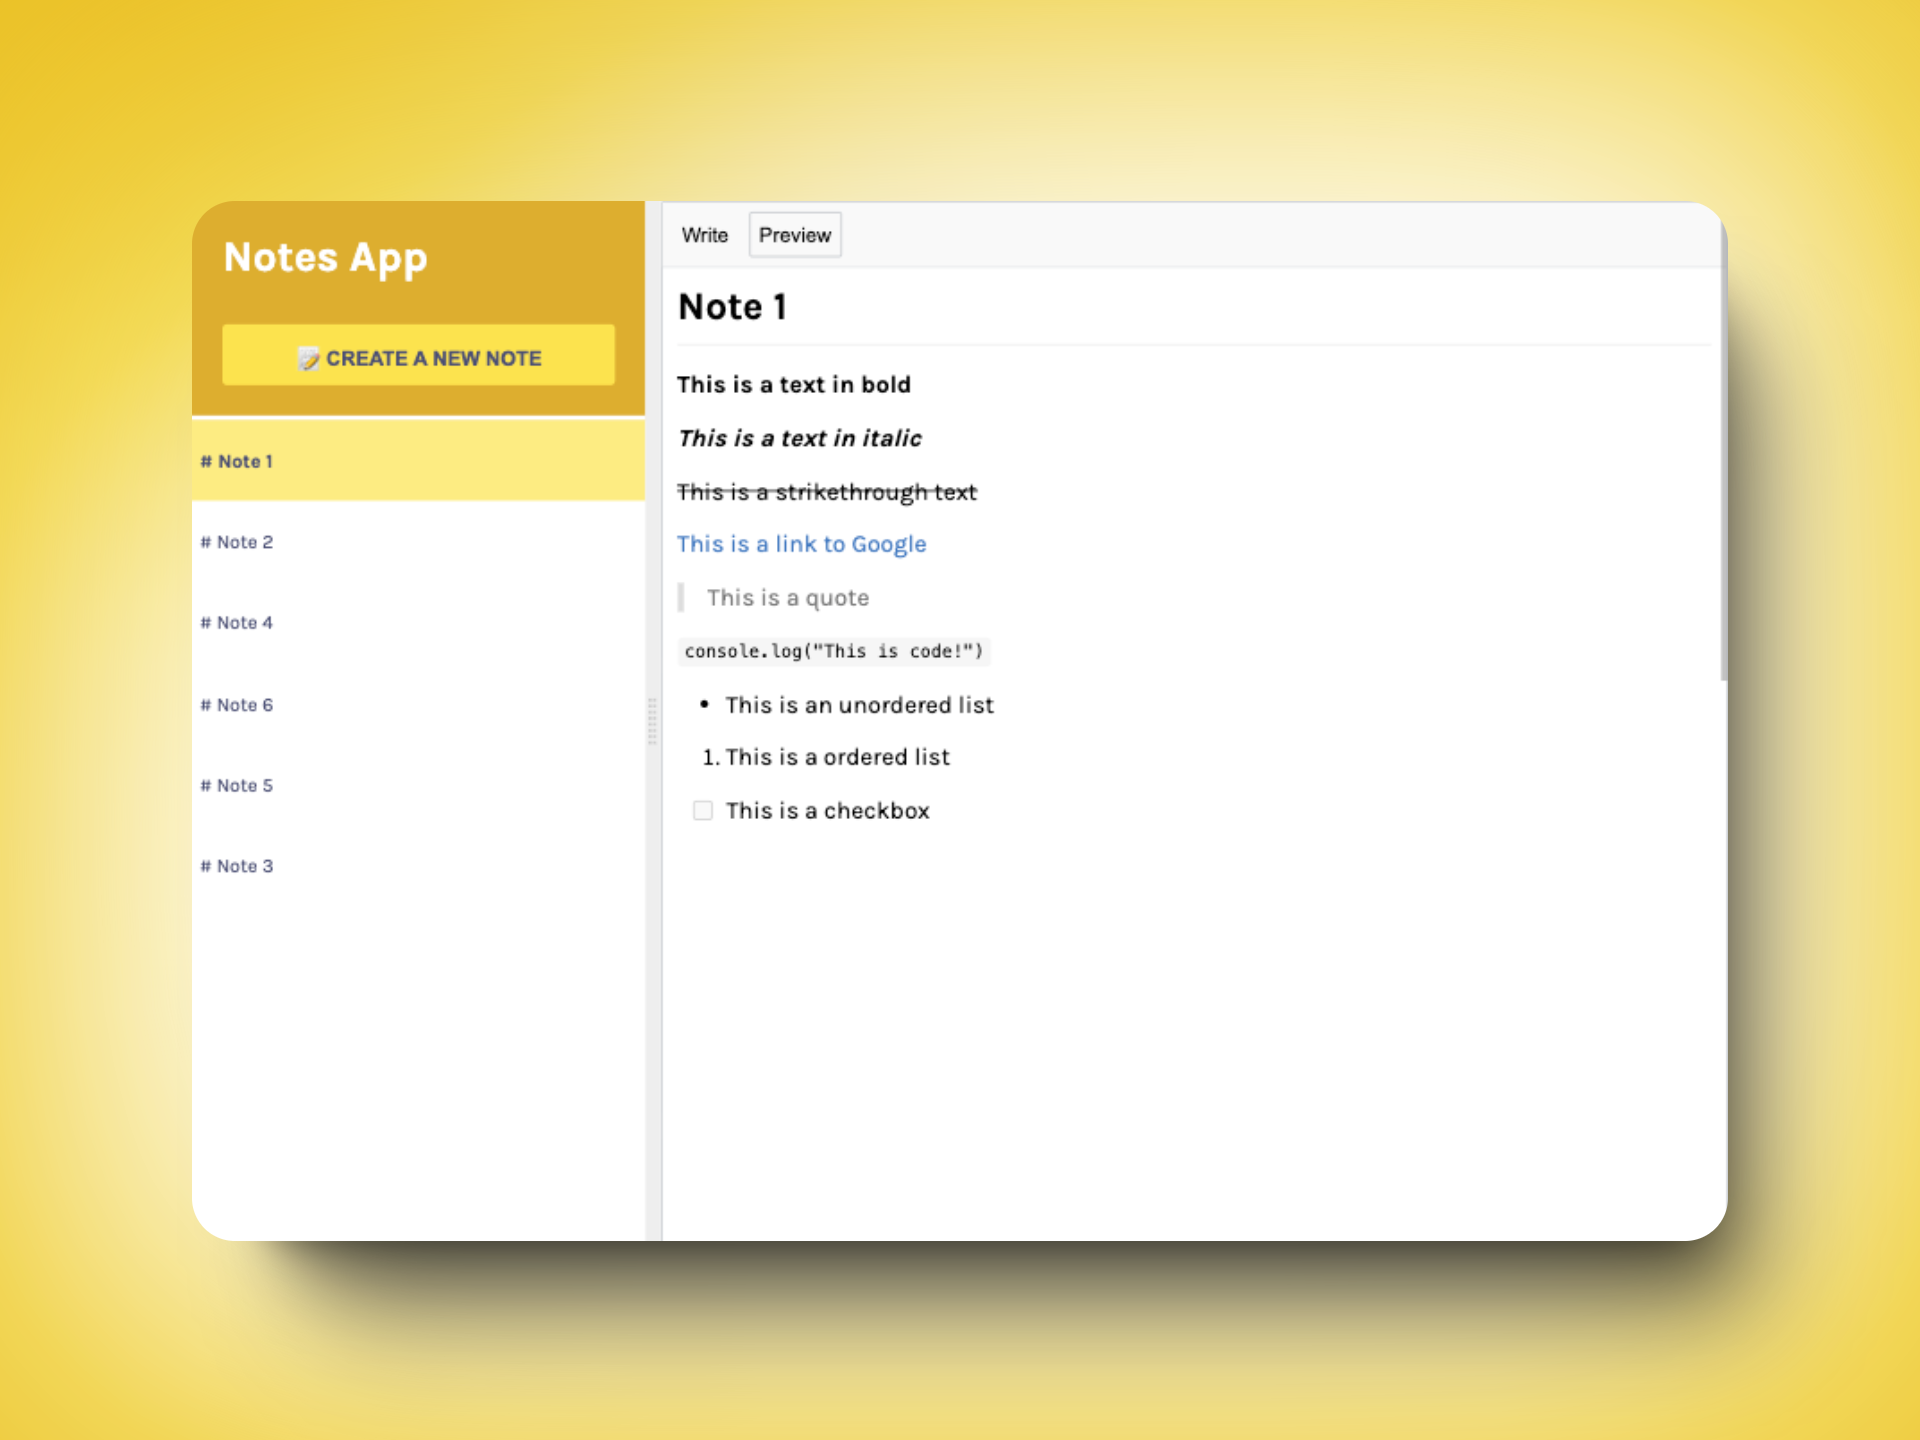 Notes App
📝 CREATE A NEW NOTE
# Note 1
# Note 2
# Note 4
# Note 6
# Note 5
# Note 3
Write Preview
Note 1
This is a text in bold
This is a text in italic
This is a strikethrough text
This is a link to Google
This is a quote
console.log("This is code!")
• This is an unordered list
1. This is a ordered list
This is a checkbox